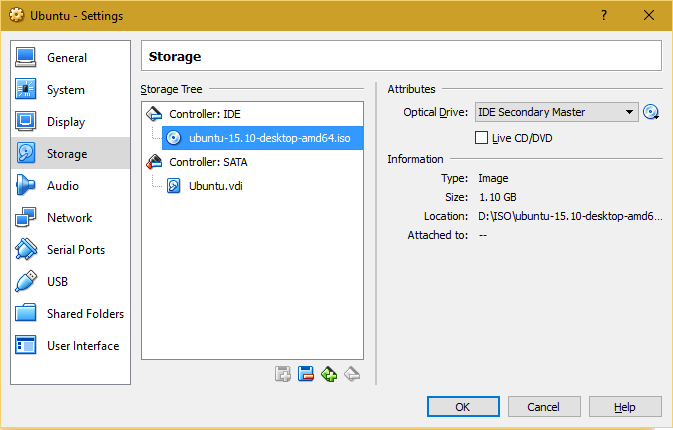 Ubuntu - Settings
?
General
System
Display
Storage
Audio
Network
Serial Ports
USB
Shared Folders
User Interface
Storage
Storage Tree
Controller: IDE
ubuntu-15.10-desktop-amd64.iso
Controller: SATA
Ubuntu.vdi
Attributes
Optical Drive: IDE Secondary Master
Live CD/DVD
Information
Type: Image
Size: 1.10 GB
Location: D:\ISO\ubuntu-15.10-desktop-amd6...
Attached to: --
OK Cancel Help